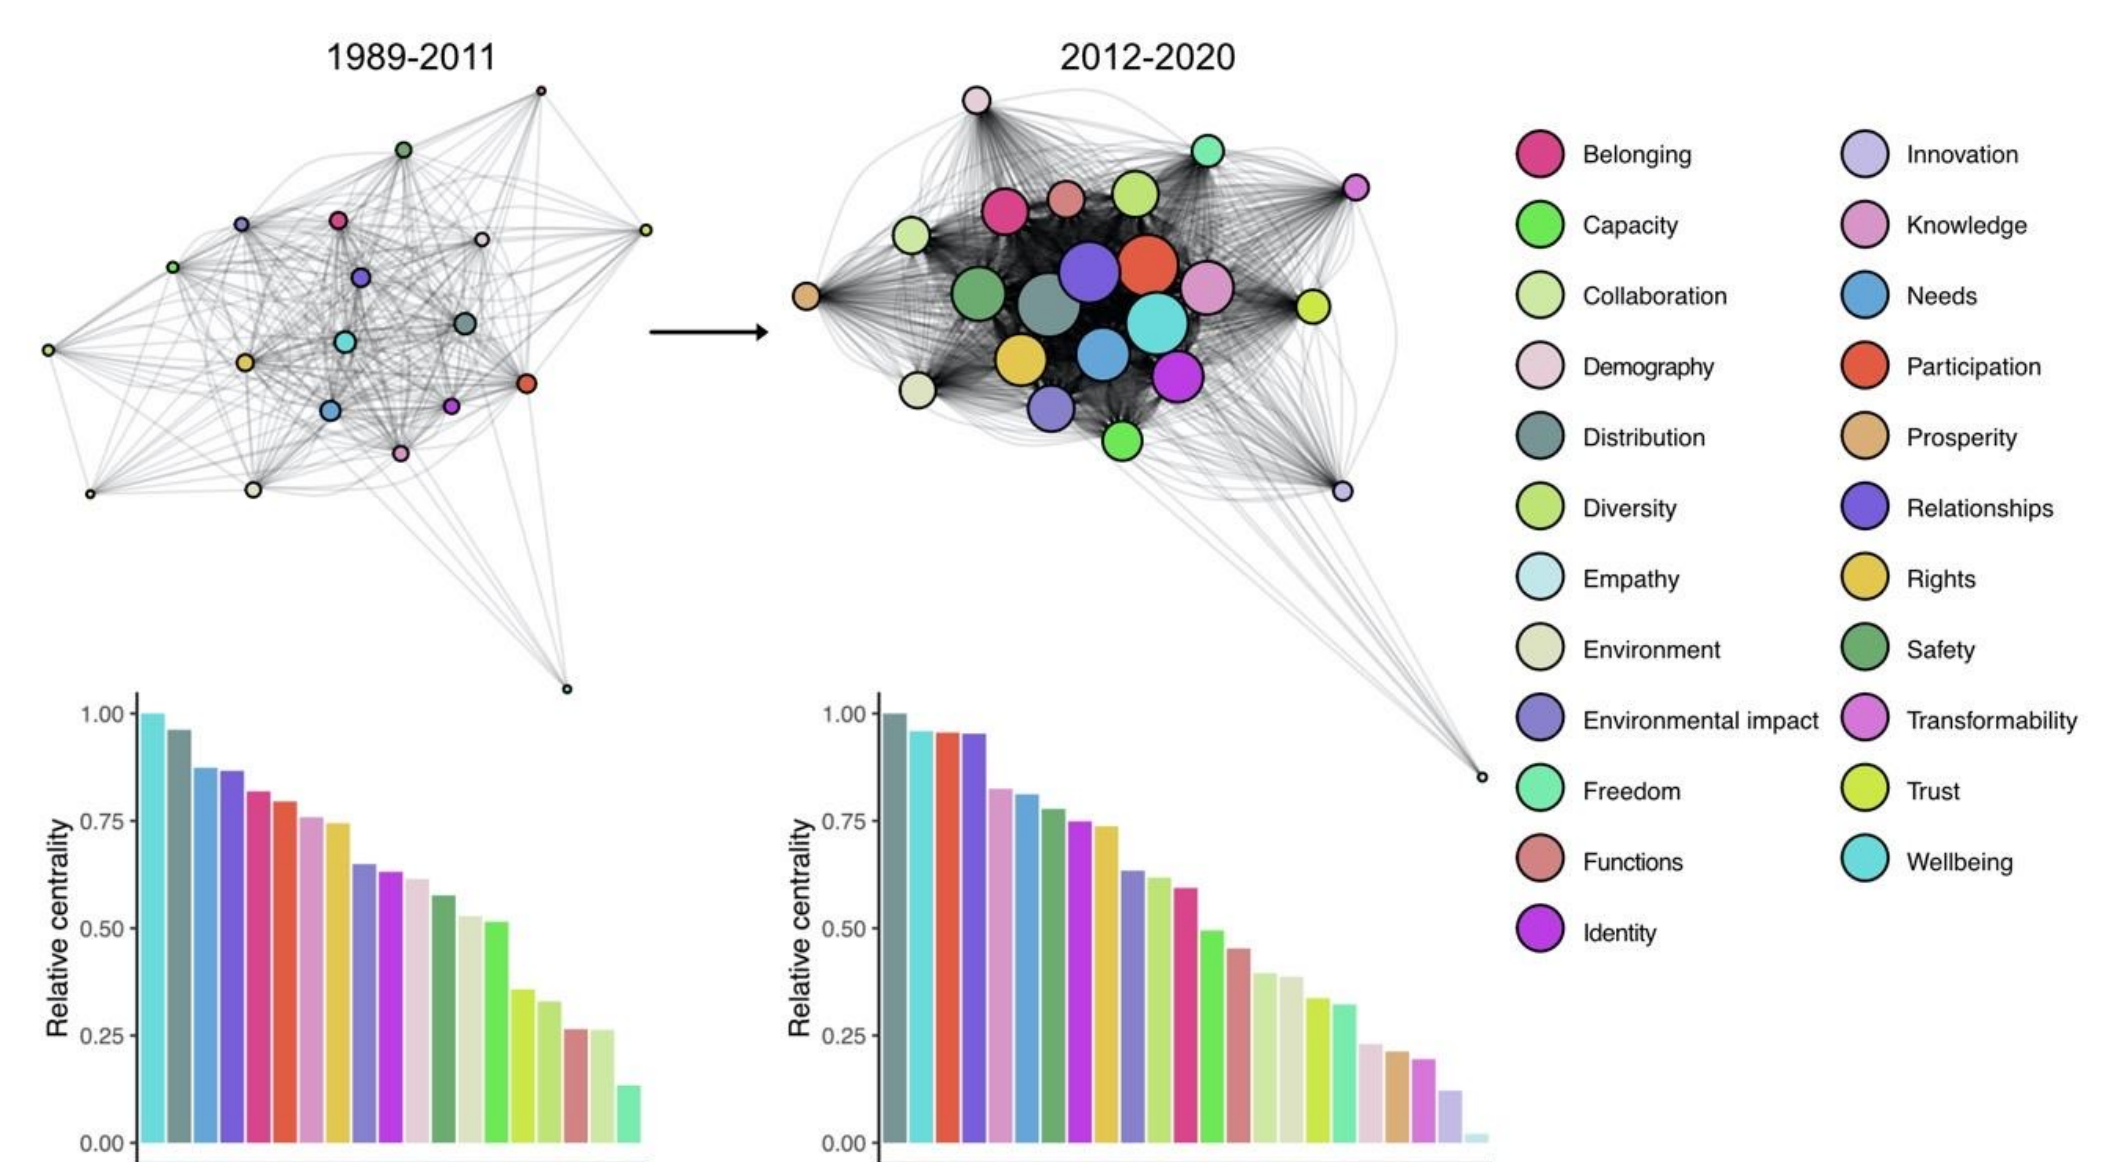 1989-2011
2012-2020
Belonging
Capacity
Collaboration
Demography
Distribution
Diversity
Empathy
Environment
Environmental impact
Freedom
Functions
Identity
Innovation
Knowledge
Needs
Participation
Prosperity
Relationships
Rights
Safety
Transformability
Trust
Wellbeing
Relative centrality
1.00
0.75
0.50
0.25
0.00
Relative centrality
1.00
0.75
0.50
0.25
0.00